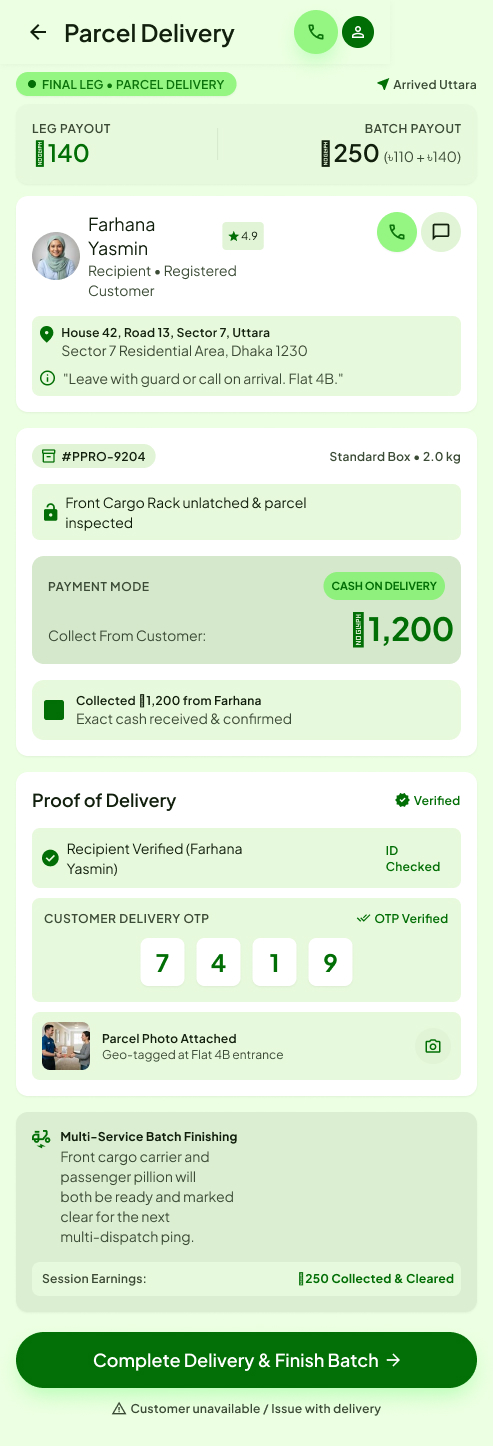 Parcel Delivery
FINAL LEG • PARCEL DELIVERY
Arrived Uttara
LEG PAYOUT
140
BATCH PAYOUT
250 (৳110 + ৳140)
Farhana
Yasmin
4.9
Recipient • Registered
Customer
House 42, Road 13, Sector 7, Uttara
Sector 7 Residential Area, Dhaka 1230
"Leave with guard or call on arrival. Flat 4B."
#PPRO-9204
Standard Box • 2.0 kg
Front Cargo Rack unlatched & parcel
inspected
PAYMENT MODE
CASH ON DELIVERY
Collect From Customer:
1,200
Collected 1,200 from Farhana
Exact cash received & confirmed
Proof of Delivery
Verified
Recipient Verified (Farhana
Yasmin)
ID
Checked
CUSTOMER DELIVERY OTP
OTP Verified
7 4 1 9
Parcel Photo Attached
Geo-tagged at Flat 4B entrance
Multi-Service Batch Finishing
Front cargo carrier and
passenger pillion will
both be ready and marked
clear for the next
multi-dispatch ping.
Session Earnings:
250 Collected & Cleared
Complete Delivery & Finish Batch →
Customer unavailable / Issue with delivery